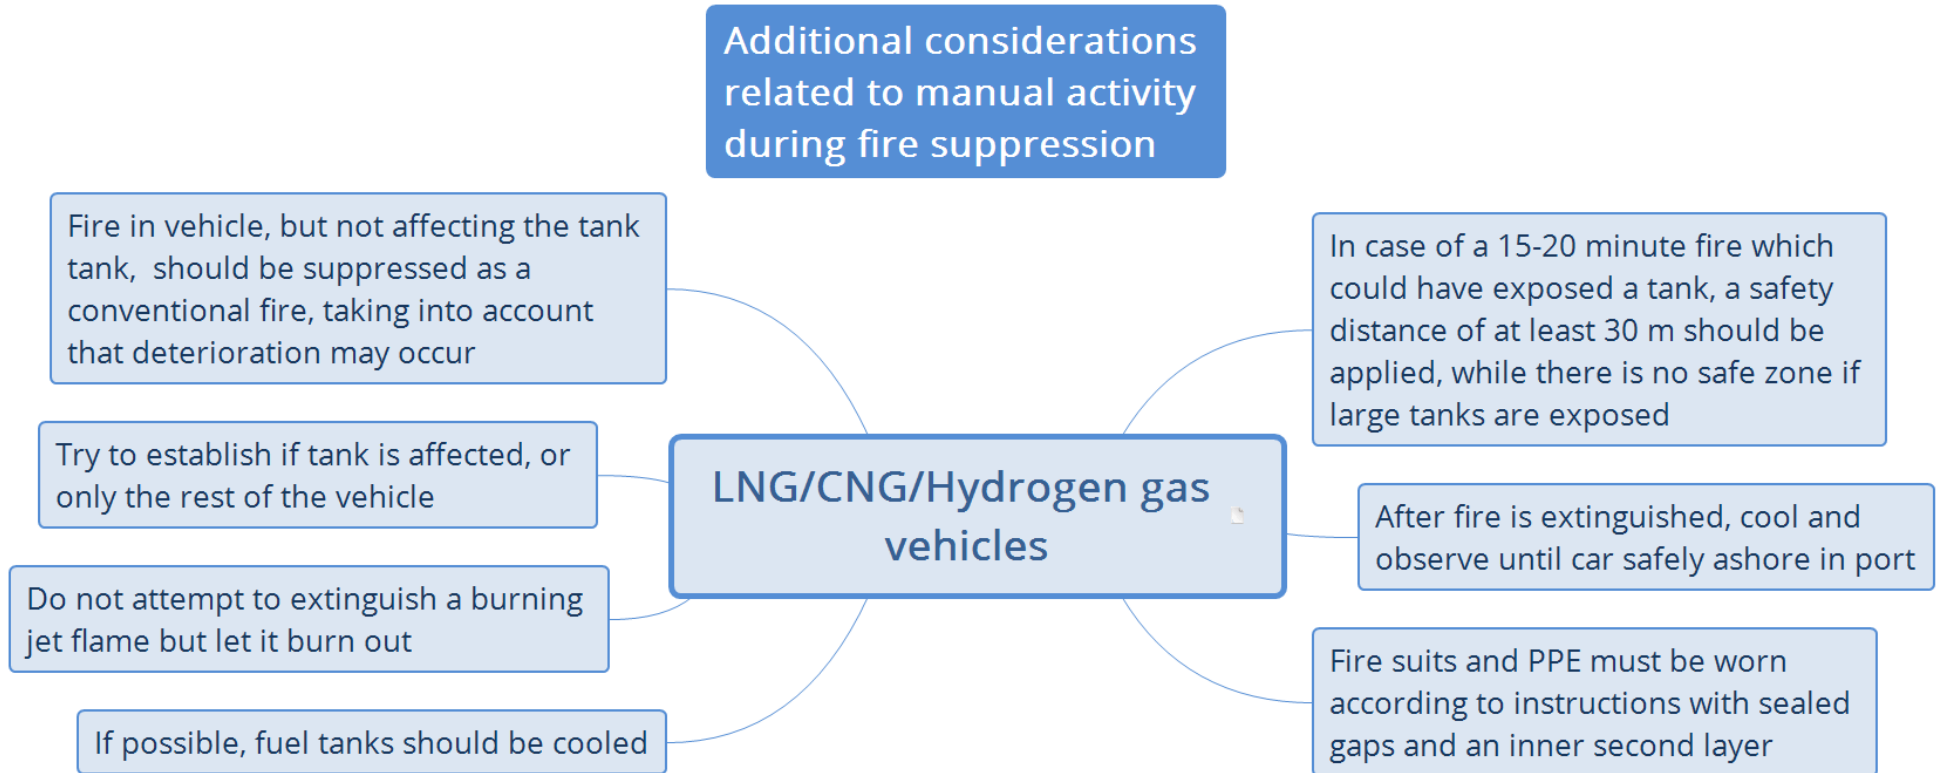 Additional considerations
related to manual activity
during fire suppression
Fire in vehicle, but not affecting the tank
tank,  should be suppressed as a
conventional fire, taking into account
that deterioration may occur
Try to establish if tank is affected, or
only the rest of the vehicle
Do not attempt to extinguish a burning
jet flame but let it burn out
If possible, fuel tanks should be cooled
LNG/CNG/Hydrogen gas
vehicles
In case of a 15-20 minute fire which
could have exposed a tank, a safety
distance of at least 30 m should be
applied, while there is no safe zone if
large tanks are exposed
After fire is extinguished, cool and
observe until car safely ashore in port
Fire suits and PPE must be worn
according to instructions with sealed
gaps and an inner second layer